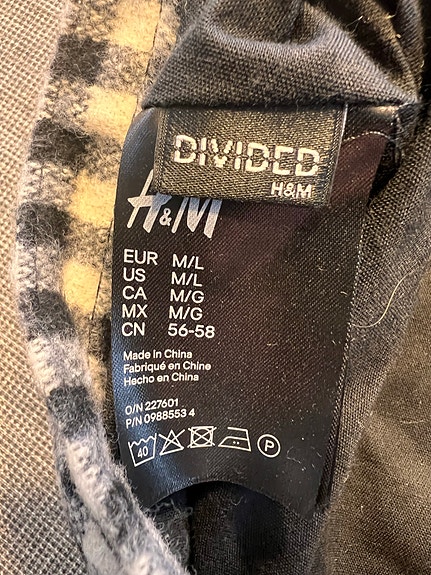 DIVIDED
H&M
H&M
EUR M/L
US M/L
CA M/G
MX M/G
CN 56-58
Made in China
Fabriqué en Chine
Hecho en China
O/N 227601
P/N 0988553 4
40 P